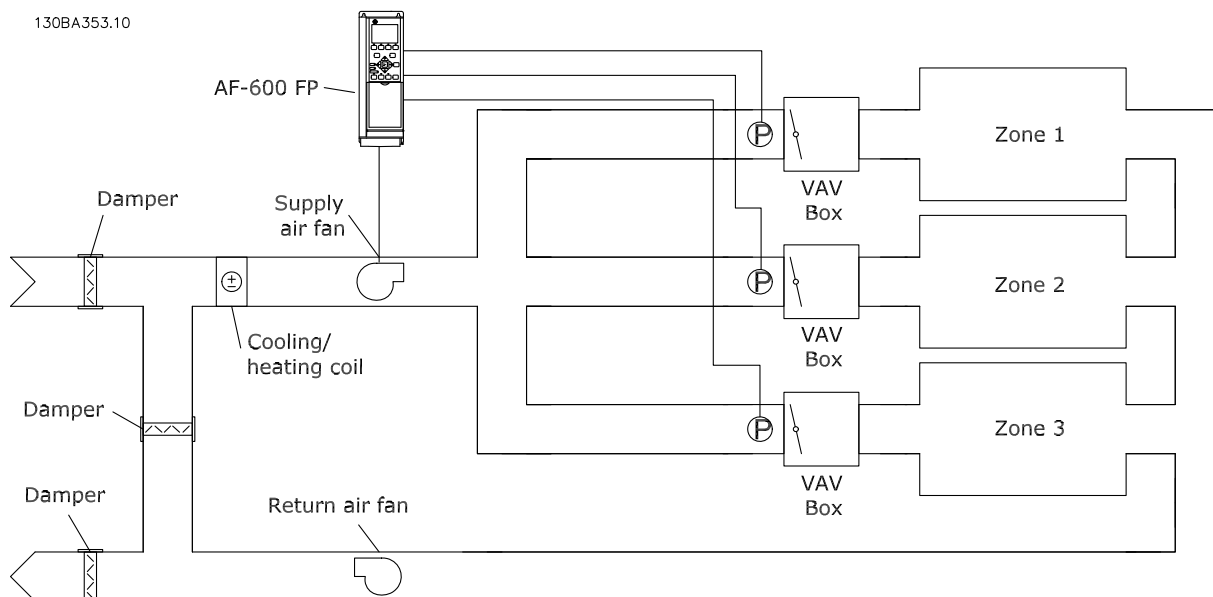 130BA353.10
AF-600 FP
P
Zone 1
VAV
Box
Damper
Supply
air fan
P
Zone 2
VAV
Box
±
Cooling/
heating coil
Damper
P
Zone 3
VAV
Box
Damper
Return air fan